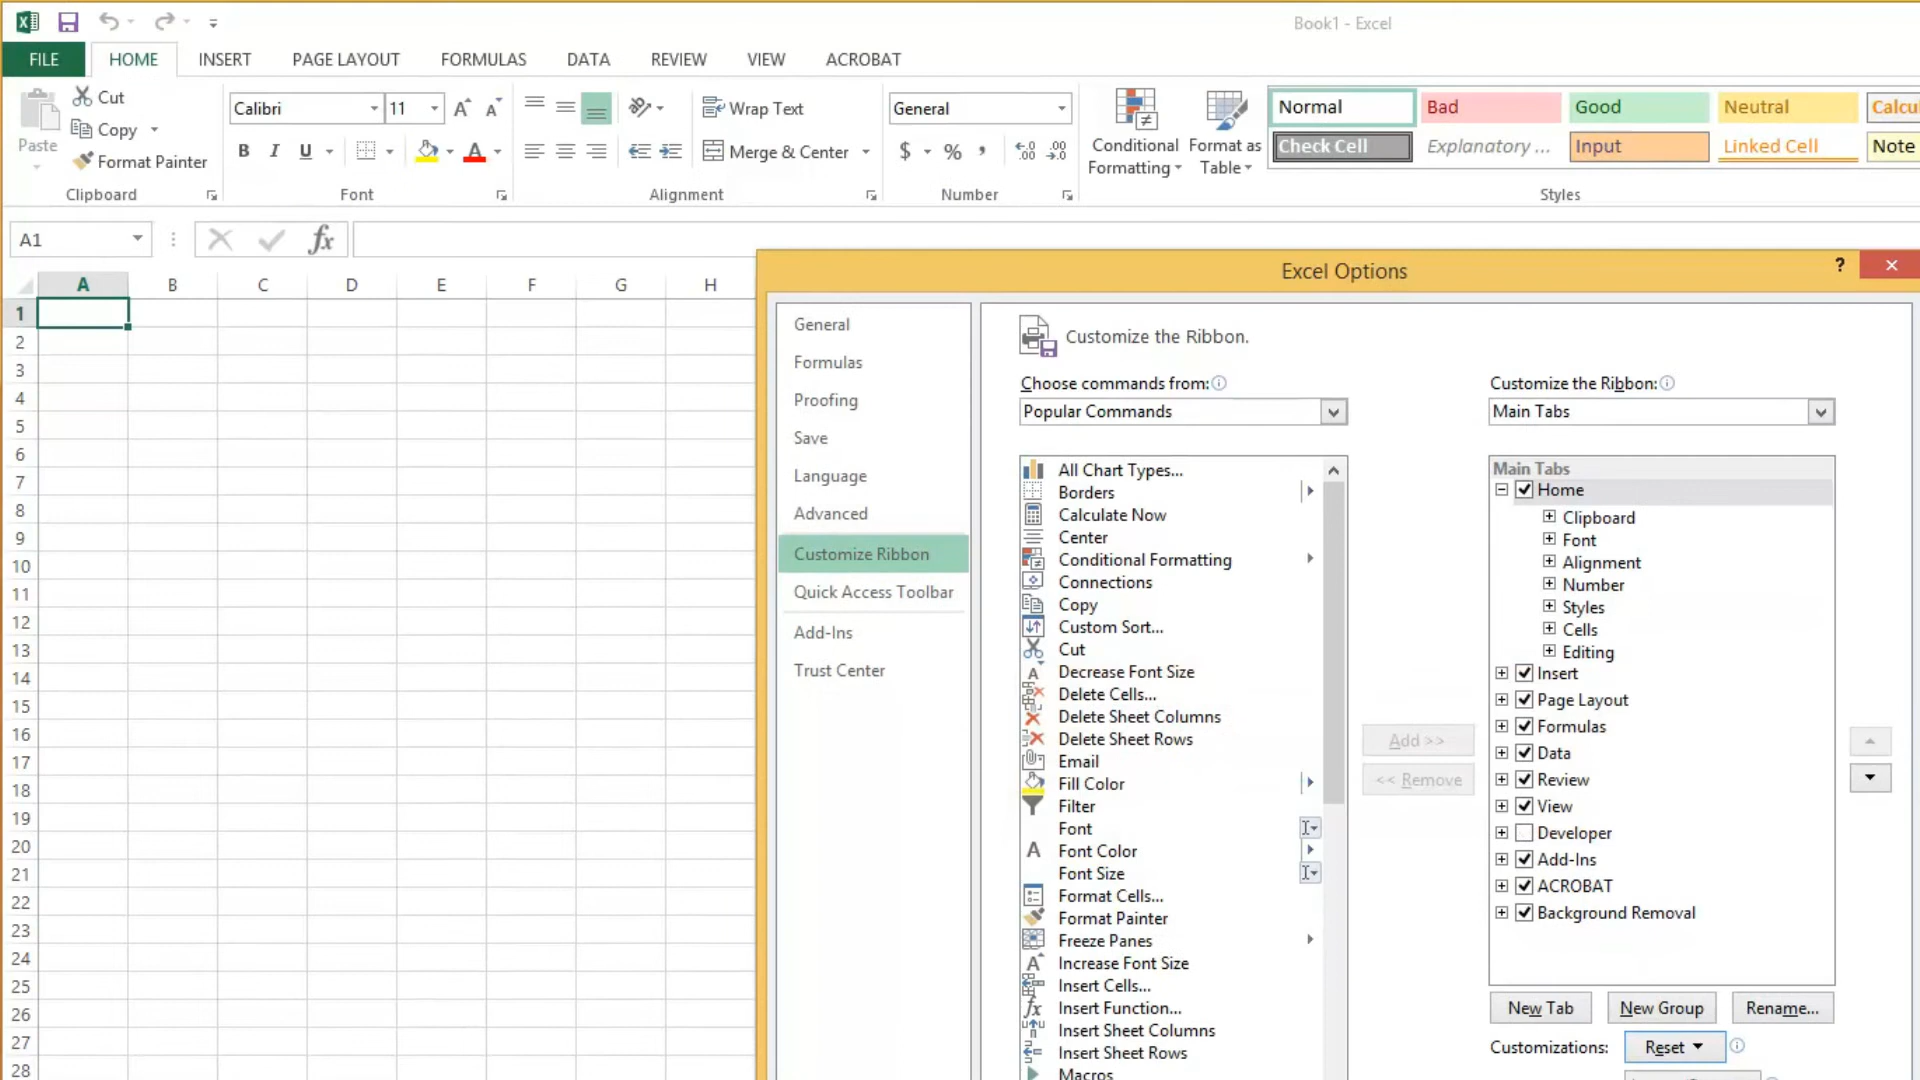 Book1 - Excel
FILE HOME INSERT PAGE LAYOUT FORMULAS DATA REVIEW VIEW ACROBAT
Paste
Cut
Copy
Format Painter
Clipboard
Calibri 11
B I U A
Font
Wrap Text
Merge & Center
Alignment
General
$ % ,
Number
Conditional Formatting
Format as Table
Normal Bad Good Neutral Calcu
Check Cell Explanatory ... Input Linked Cell Note
Styles
A1 fx
A B C D E F G H
1
2
3
4
5
6
7
8
9
10
11
12
13
14
15
16
17
18
19
20
21
22
23
24
25
26
27
28
Excel Options ?
General
Formulas
Proofing
Save
Language
Advanced
Customize Ribbon
Quick Access Toolbar
Add-Ins
Trust Center
Customize the Ribbon.
Choose commands from:
Popular Commands
All Chart Types...
Borders
Calculate Now
Center
Conditional Formatting
Connections
Copy
Custom Sort...
Cut
Decrease Font Size
Delete Cells...
Delete Sheet Columns
Delete Sheet Rows
Email
Fill Color
Filter
Font
Font Color
Font Size
Format Cells...
Format Painter
Freeze Panes
Increase Font Size
Insert Cells...
Insert Function...
Insert Sheet Columns
Insert Sheet Rows
Macros
Add >>
<< Remove
Customize the Ribbon:
Main Tabs
Main Tabs
Home
Clipboard
Font
Alignment
Number
Styles
Cells
Editing
Insert
Page Layout
Formulas
Data
Review
View
Developer
Add-Ins
ACROBAT
Background Removal
New Tab New Group Rename...
Customizations: Reset